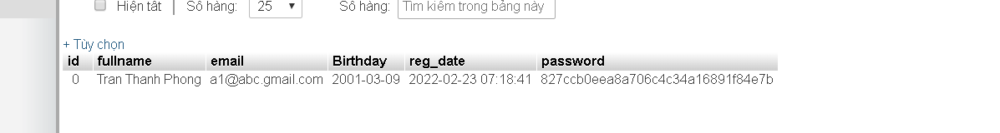 Hiện tất Số hàng: 25 Số hàng: Tìm kiếm trong bảng này
+ Tùy chọn
id fullname email Birthday reg_date password
0 Tran Thanh Phong a1@abc.gmail.com 2001-03-09 2022-02-23 07:18:41 827ccb0eea8a706c4c34a16891f84e7b